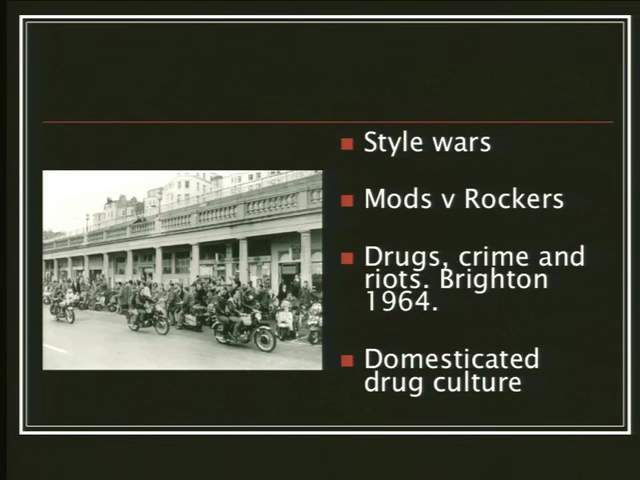 Style wars
Mods v Rockers
Drugs, crime and
riots. Brighton
1964.
Domesticated
drug culture